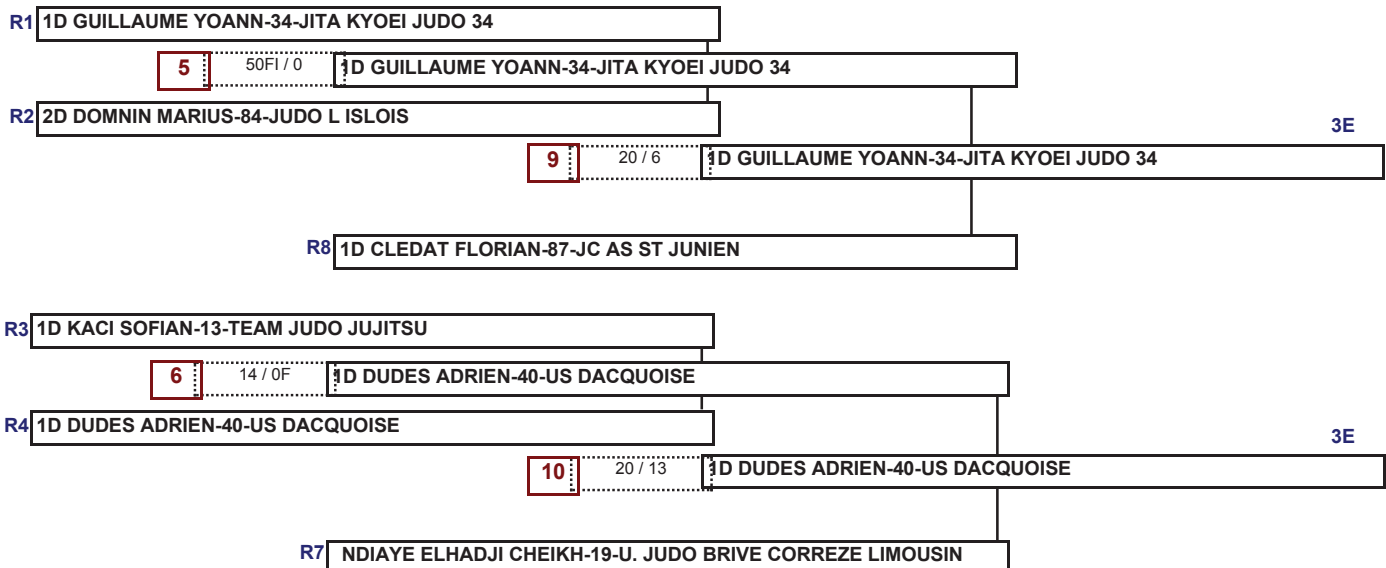 R1 1D GUILLAUME YOANN-34-JITA KYOEI JUDO 34
5 50FI / 0 1D GUILLAUME YOANN-34-JITA KYOEI JUDO 34
R2 2D DOMNIN MARIUS-84-JUDO L ISLOIS
3E
9 20 / 6 1D GUILLAUME YOANN-34-JITA KYOEI JUDO 34
R8 1D CLEDAT FLORIAN-87-JC AS ST JUNIEN
R3 1D KACI SOFIAN-13-TEAM JUDO JUJITSU
6 14 / 0F 1D DUDES ADRIEN-40-US DACQUOISE
R4 1D DUDES ADRIEN-40-US DACQUOISE
3E
10 20 / 13 1D DUDES ADRIEN-40-US DACQUOISE
R7 NDIAYE ELHADJI CHEIKH-19-U. JUDO BRIVE CORREZE LIMOUSIN